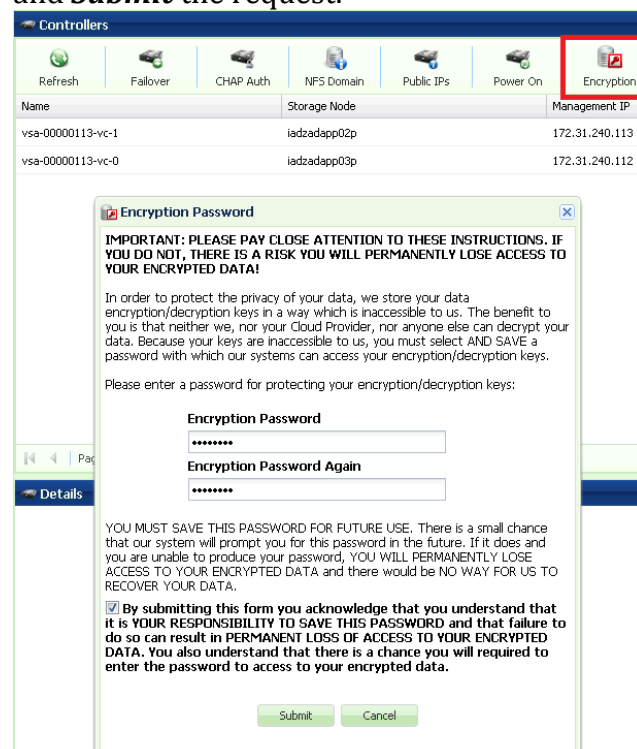 and Submit the request.
Controllers
Refresh Failover CHAP Auth NFS Domain Public IPs Power On Encryption
Name Storage Node Management IP
vsa-00000113-vc-1 iadzadapp02p 172.31.240.113
vsa-00000113-vc-0 iadzadapp03p 172.31.240.112
Encryption Password
IMPORTANT: PLEASE PAY CLOSE ATTENTION TO THESE INSTRUCTIONS. IF
YOU DO NOT, THERE IS A RISK YOU WILL PERMANENTLY LOSE ACCESS TO
YOUR ENCRYPTED DATA!
In order to protect the privacy of your data, we store your data
encryption/decryption keys in a way which is inaccessible to us. The benefit to
you is that neither we, nor your Cloud Provider, nor anyone else can decrypt your
data. Because your keys are inaccessible to us, you must select AND SAVE a
password with which our systems can access your encryption/decryption keys.
Please enter a password for protecting your encryption/decryption keys:
Encryption Password
••••••••
Encryption Password Again
••••••••
Details
YOU MUST SAVE THIS PASSWORD FOR FUTURE USE. There is a small chance
that our system will prompt you for this password in the future. If it does and
you are unable to produce your password, YOU WILL PERMANENTLY LOSE
ACCESS TO YOUR ENCRYPTED DATA and there would be NO WAY FOR US TO
RECOVER YOUR DATA.
By submitting this form you acknowledge that you understand that
it is YOUR RESPONSIBILITY TO SAVE THIS PASSWORD and that failure to
do so can result in PERMANENT LOSS OF ACCESS TO YOUR ENCRYPTED
DATA. You also understand that there is a chance you will required to
enter the password to access to your encrypted data.
Submit Cancel